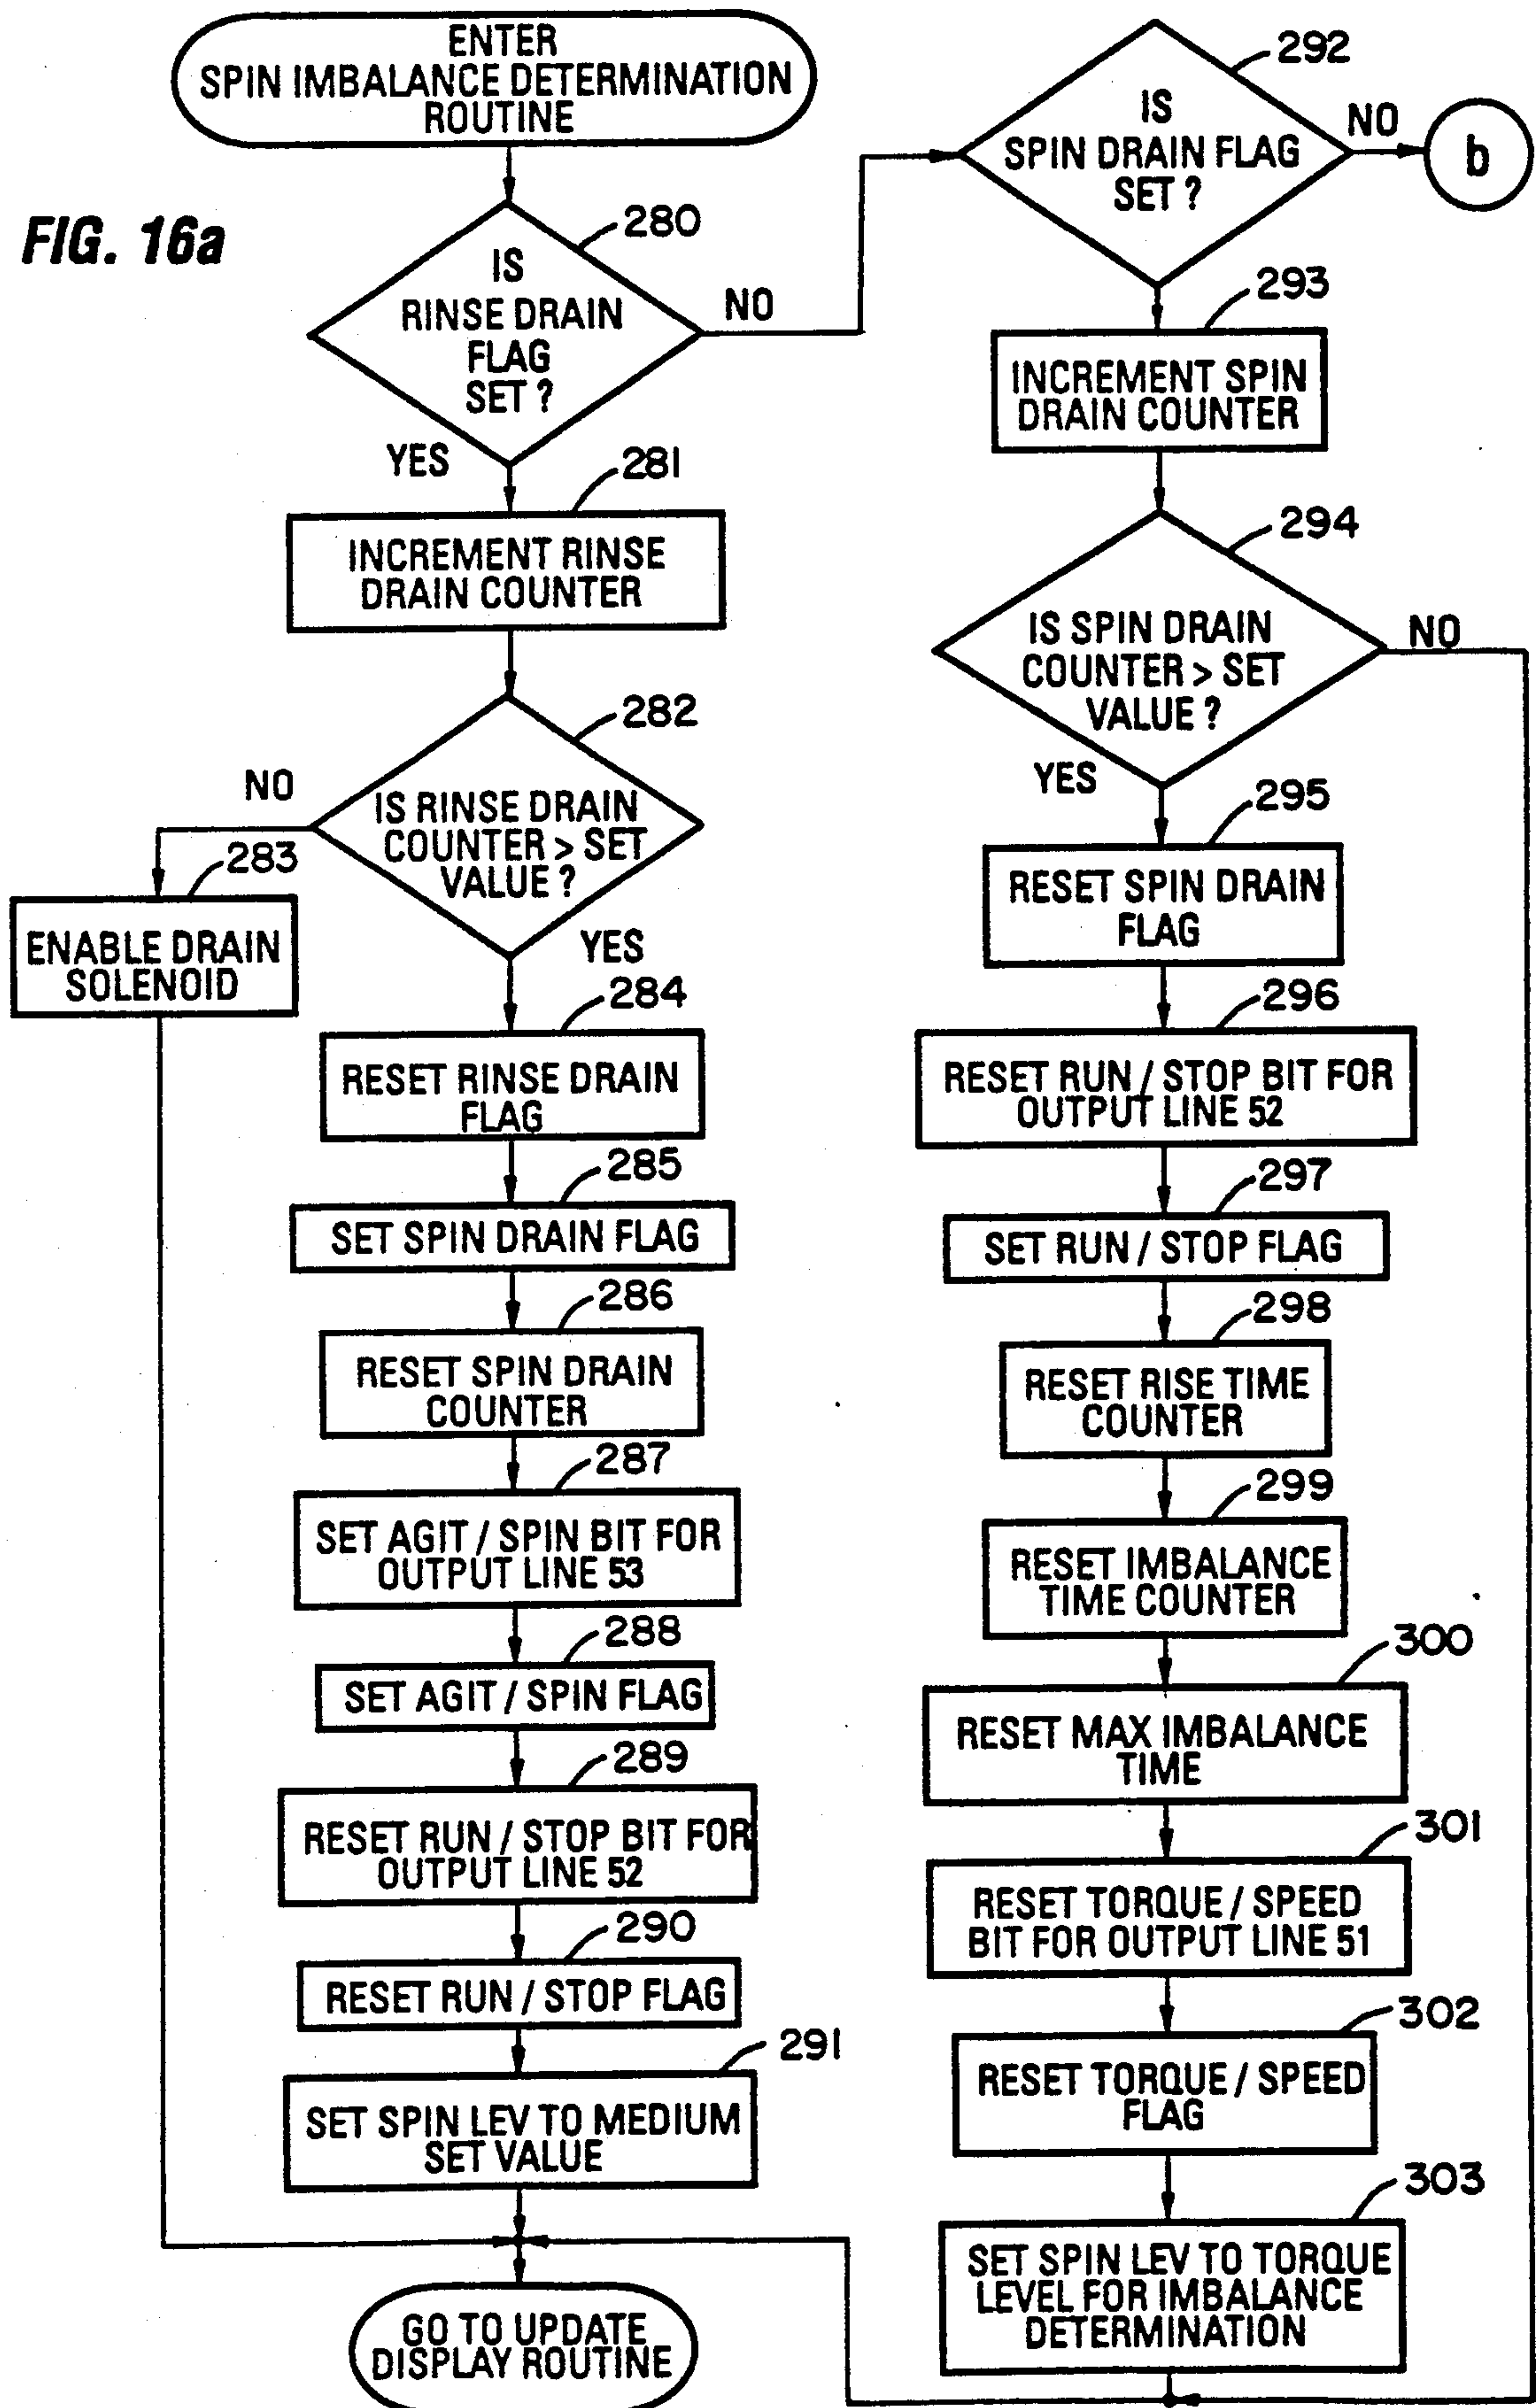 ENTER
SPIN IMBALANCE DETERMINATION
ROUTINE
FIG. 16a
280
IS
RINSE DRAIN
FLAG
SET ?
NO
YES
281
INCREMENT RINSE
DRAIN COUNTER
282
IS RINSE DRAIN
COUNTER > SET
VALUE ?
NO
YES
283
ENABLE DRAIN
SOLENOID
284
RESET RINSE DRAIN
FLAG
285
SET SPIN DRAIN FLAG
286
RESET SPIN DRAIN
COUNTER
287
SET AGIT / SPIN BIT FOR
OUTPUT LINE 53
288
SET AGIT / SPIN FLAG
289
RESET RUN / STOP BIT FOR
OUTPUT LINE 52
290
RESET RUN / STOP FLAG
291
SET SPIN LEV TO MEDIUM
SET VALUE
GO TO UPDATE
DISPLAY ROUTINE
292
IS
SPIN DRAIN FLAG
SET ?
NO
b
293
INCREMENT SPIN
DRAIN COUNTER
294
IS SPIN DRAIN
COUNTER > SET
VALUE ?
NO
YES
295
RESET SPIN DRAIN
FLAG
296
RESET RUN / STOP BIT FOR
OUTPUT LINE 52
297
SET RUN / STOP FLAG
298
RESET RISE TIME
COUNTER
299
RESET IMBALANCE
TIME COUNTER
300
RESET MAX IMBALANCE
TIME
301
RESET TORQUE / SPEED
BIT FOR OUTPUT LINE 51
302
RESET TORQUE / SPEED
FLAG
303
SET SPIN LEV TO TORQUE
LEVEL FOR IMBALANCE
DETERMINATION